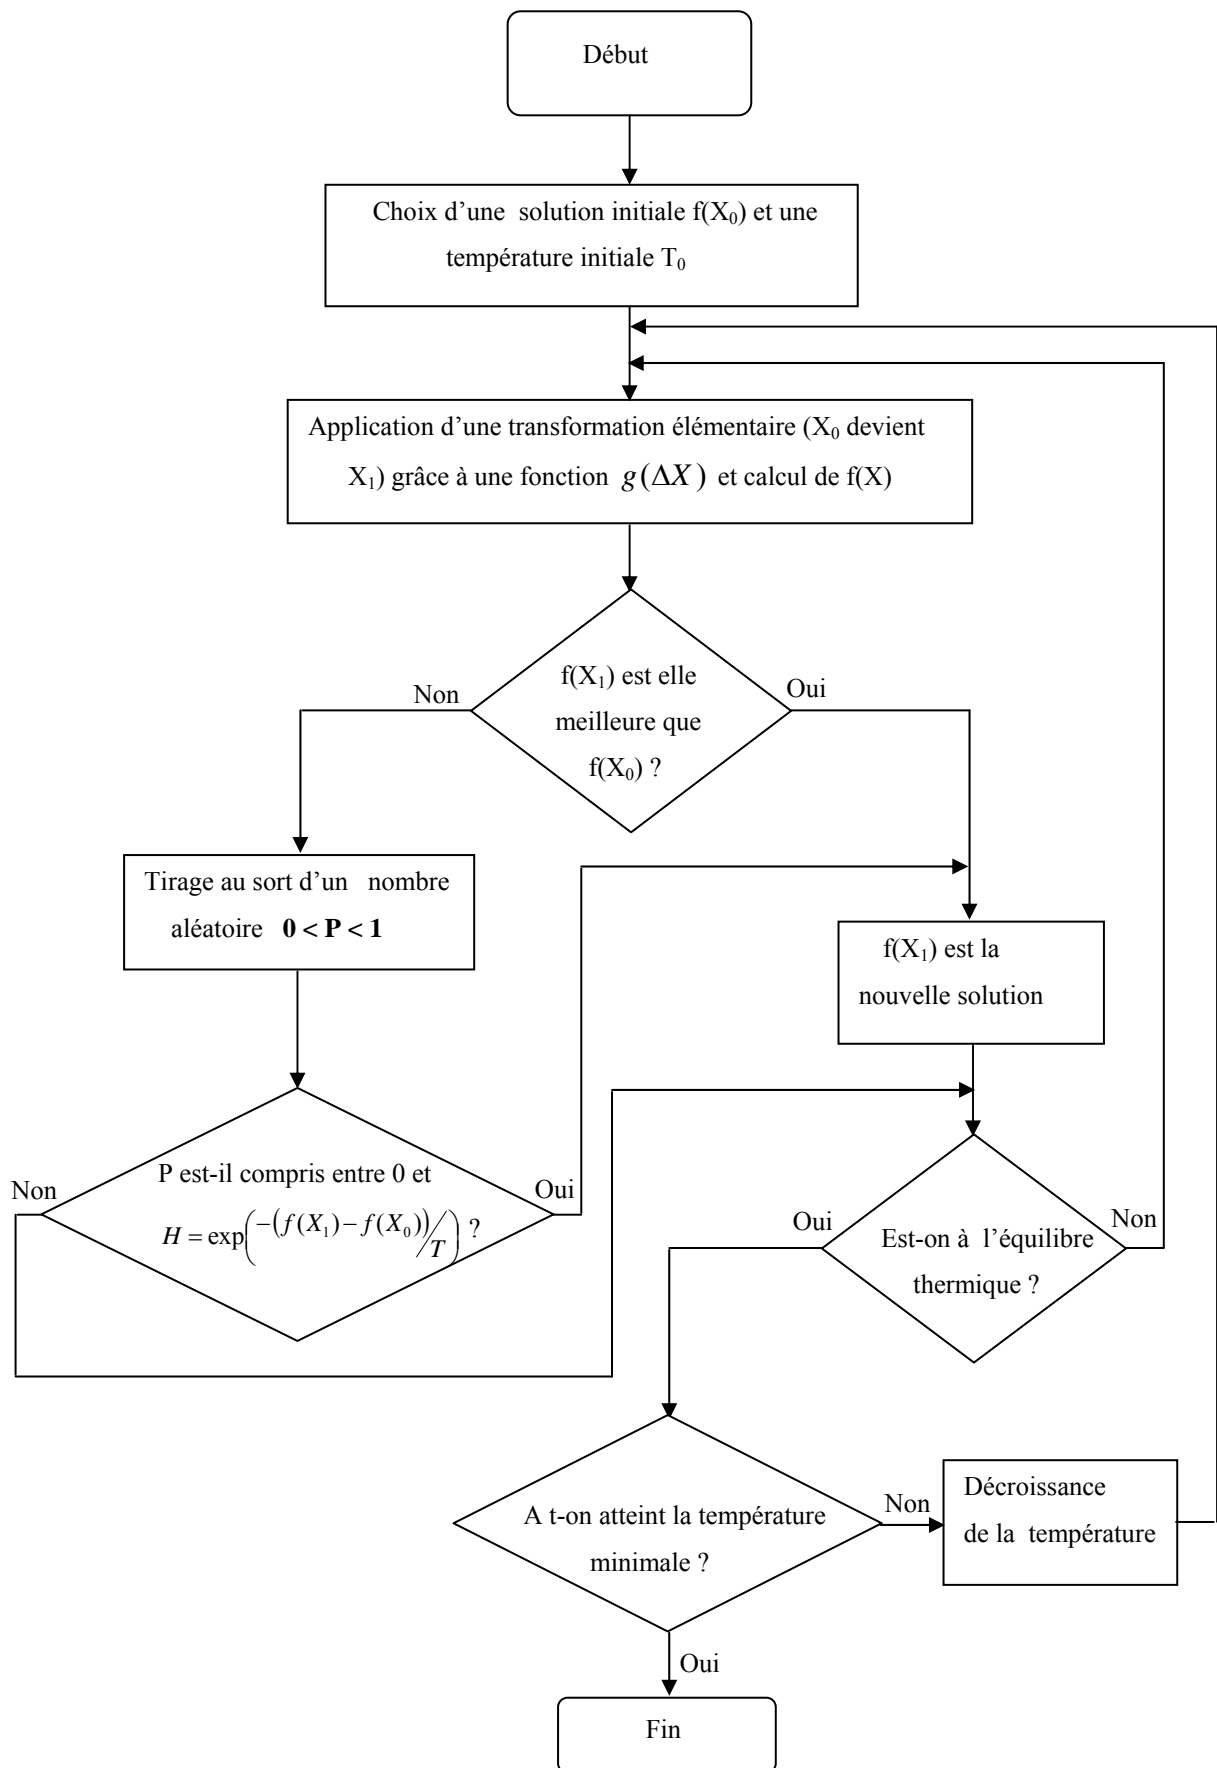 Début
Choix d’une solution initiale f(X₀) et une
température initiale T₀
Application d’une transformation élémentaire (X₀ devient
X₁) grâce à une fonction g(ΔX) et calcul de f(X)
f(X₁) est elle
meilleure que
f(X₀) ?
Non
Oui
Tirage au sort d’un nombre
aléatoire 0 < P < 1
f(X₁) est la
nouvelle solution
P est-il compris entre 0 et
H = exp(-(f(X₁) – f(X₀))/T) ?
Non
Oui
Est-on à l’équilibre
thermique ?
Oui
Non
A t-on atteint la température
minimale ?
Non
Décroissance
de la température
Oui
Fin